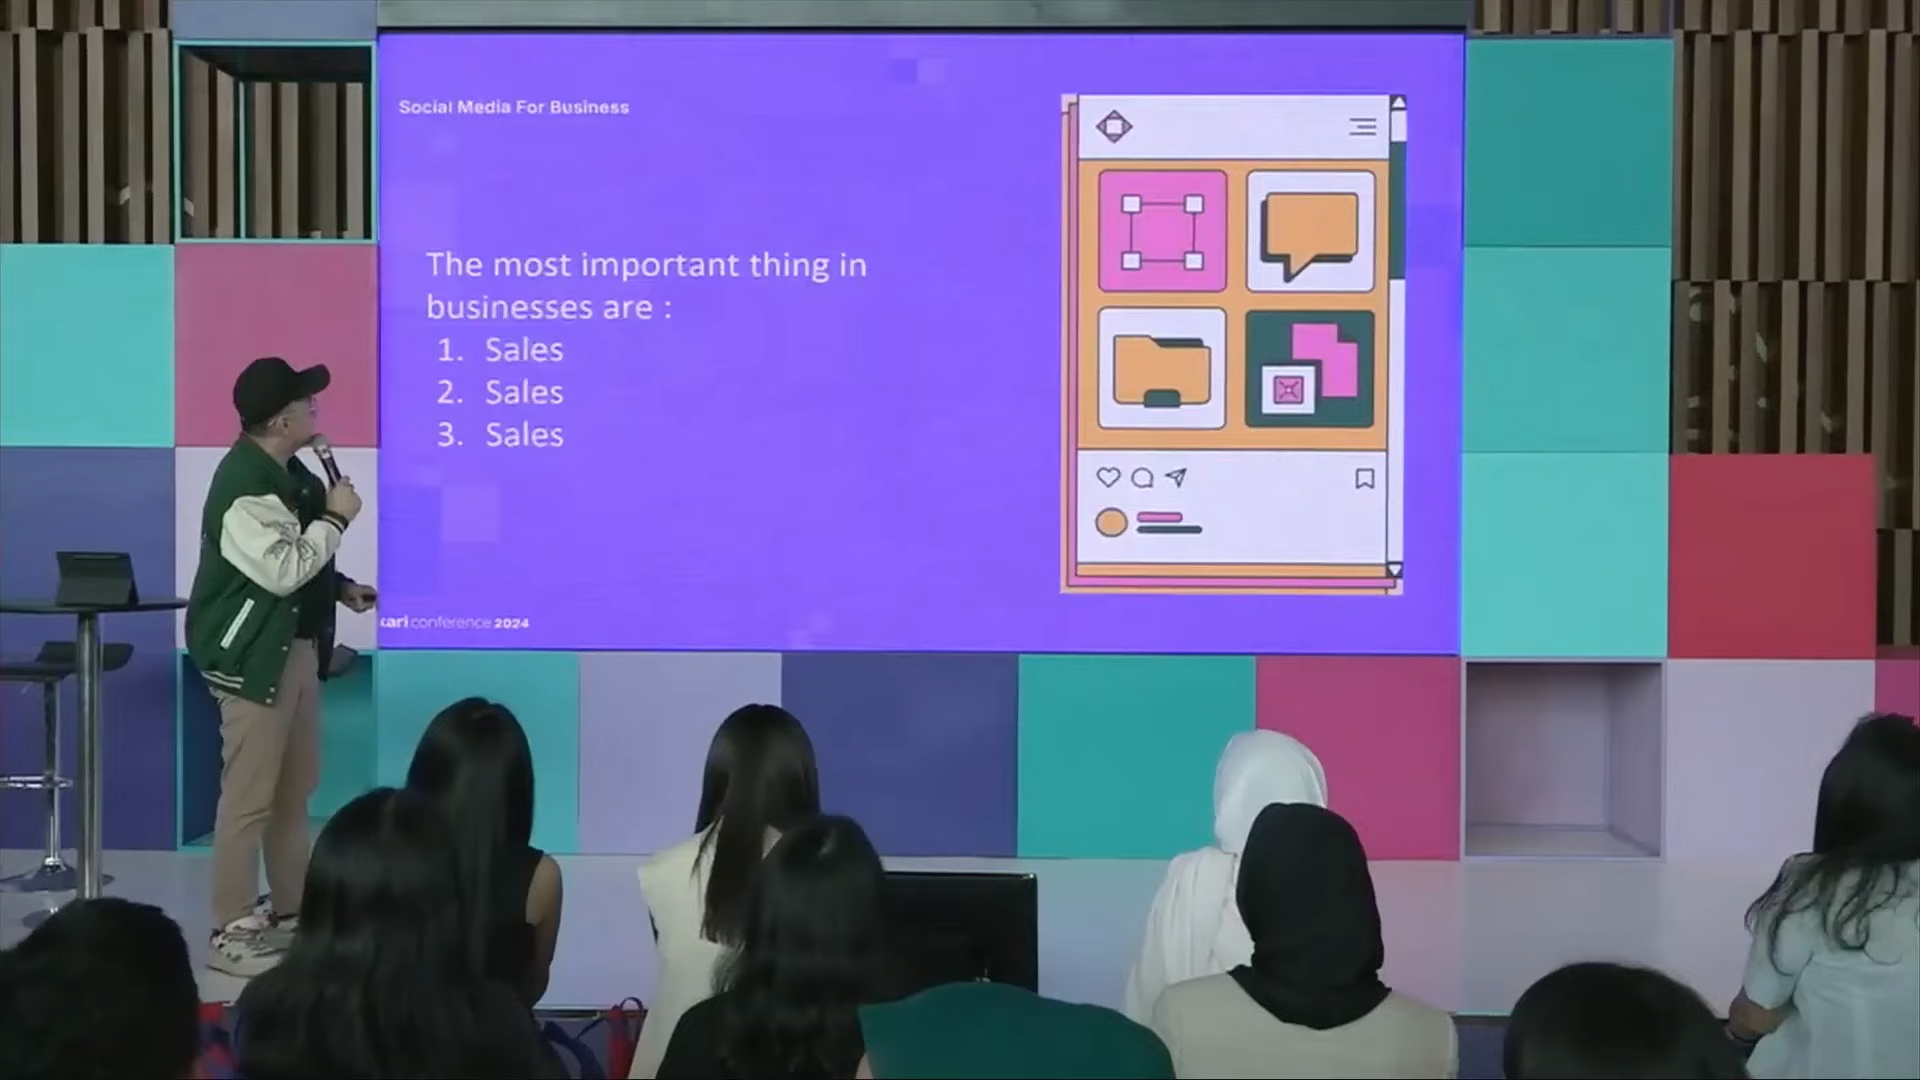 Social Media For Business
The most important thing in
businesses are :
1. Sales
2. Sales
3. Sales
conference 2024